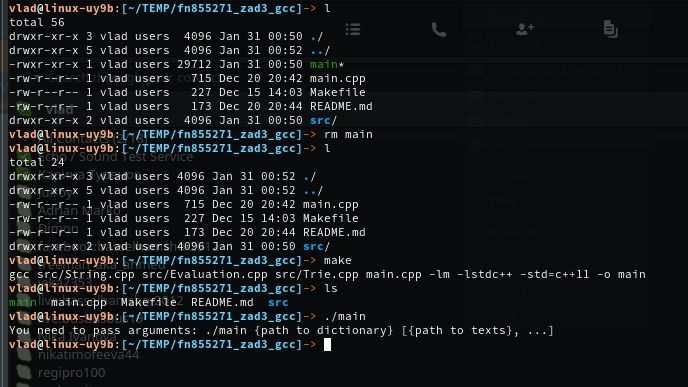 vlad@linux-uy9b:[~/TEMP/fn855271_zad3_gcc]-> l
total 56
drwxr-xr-x 3 vlad users  4096 Jan 31 00:50 ./
drwxr-xr-x 5 vlad users  4096 Jan 31 00:52 ../
-rwxr-xr-x 1 vlad users 29712 Jan 31 00:50 main*
-rw-r--r-- 1 vlad users   715 Dec 20 20:42 main.cpp
-rw-r--r-- 1 vlad users   227 Dec 15 14:03 Makefile
-rw-r--r-- 1 vlad users   173 Dec 20 20:44 README.md
drwxr-xr-x 2 vlad users  4096 Jan 31 00:50 src/
vlad@linux-uy9b:[~/TEMP/fn855271_zad3_gcc]-> rm main
vlad@linux-uy9b:[~/TEMP/fn855271_zad3_gcc]-> l
total 24
Echo / Sound Test Service
drwxr-xr-x 3 vlad users 4096 Jan 31 00:52 ./
drwxr-xr-x 5 vlad users 4096 Jan 31 00:52 ../
-rw-r--r-- 1 vlad users  715 Dec 20 20:42 main.cpp
Adrian Marko
-rw-r--r-- 1 vlad users  227 Dec 15 14:03 Makefile
Dimon
-rw-r--r-- 1 vlad users  173 Dec 20 20:44 README.md
drwxr-xr-x 2 vlad users 4096 Jan 31 00:50 src/
vlad@linux-uy9b:[~/TEMP/fn855271_zad3_gcc]-> make
gcc src/String.cpp src/Evaluation.cpp src/Trie.cpp main.cpp -lm -lstdc++ -std=c++11 -o main
vlad@linux-uy9b:[~/TEMP/fn855271_zad3_gcc]-> ls
main  main.cpp  Makefile  README.md  src
vlad@linux-uy9b:[~/TEMP/fn855271_zad3_gcc]-> ./main
You need to pass arguments: ./main {path to dictionary} [{path to texts}, ...]
vlad@linux-uy9b:[~/TEMP/fn855271_zad3_gcc]->
nikatimofeeva44
regipro100